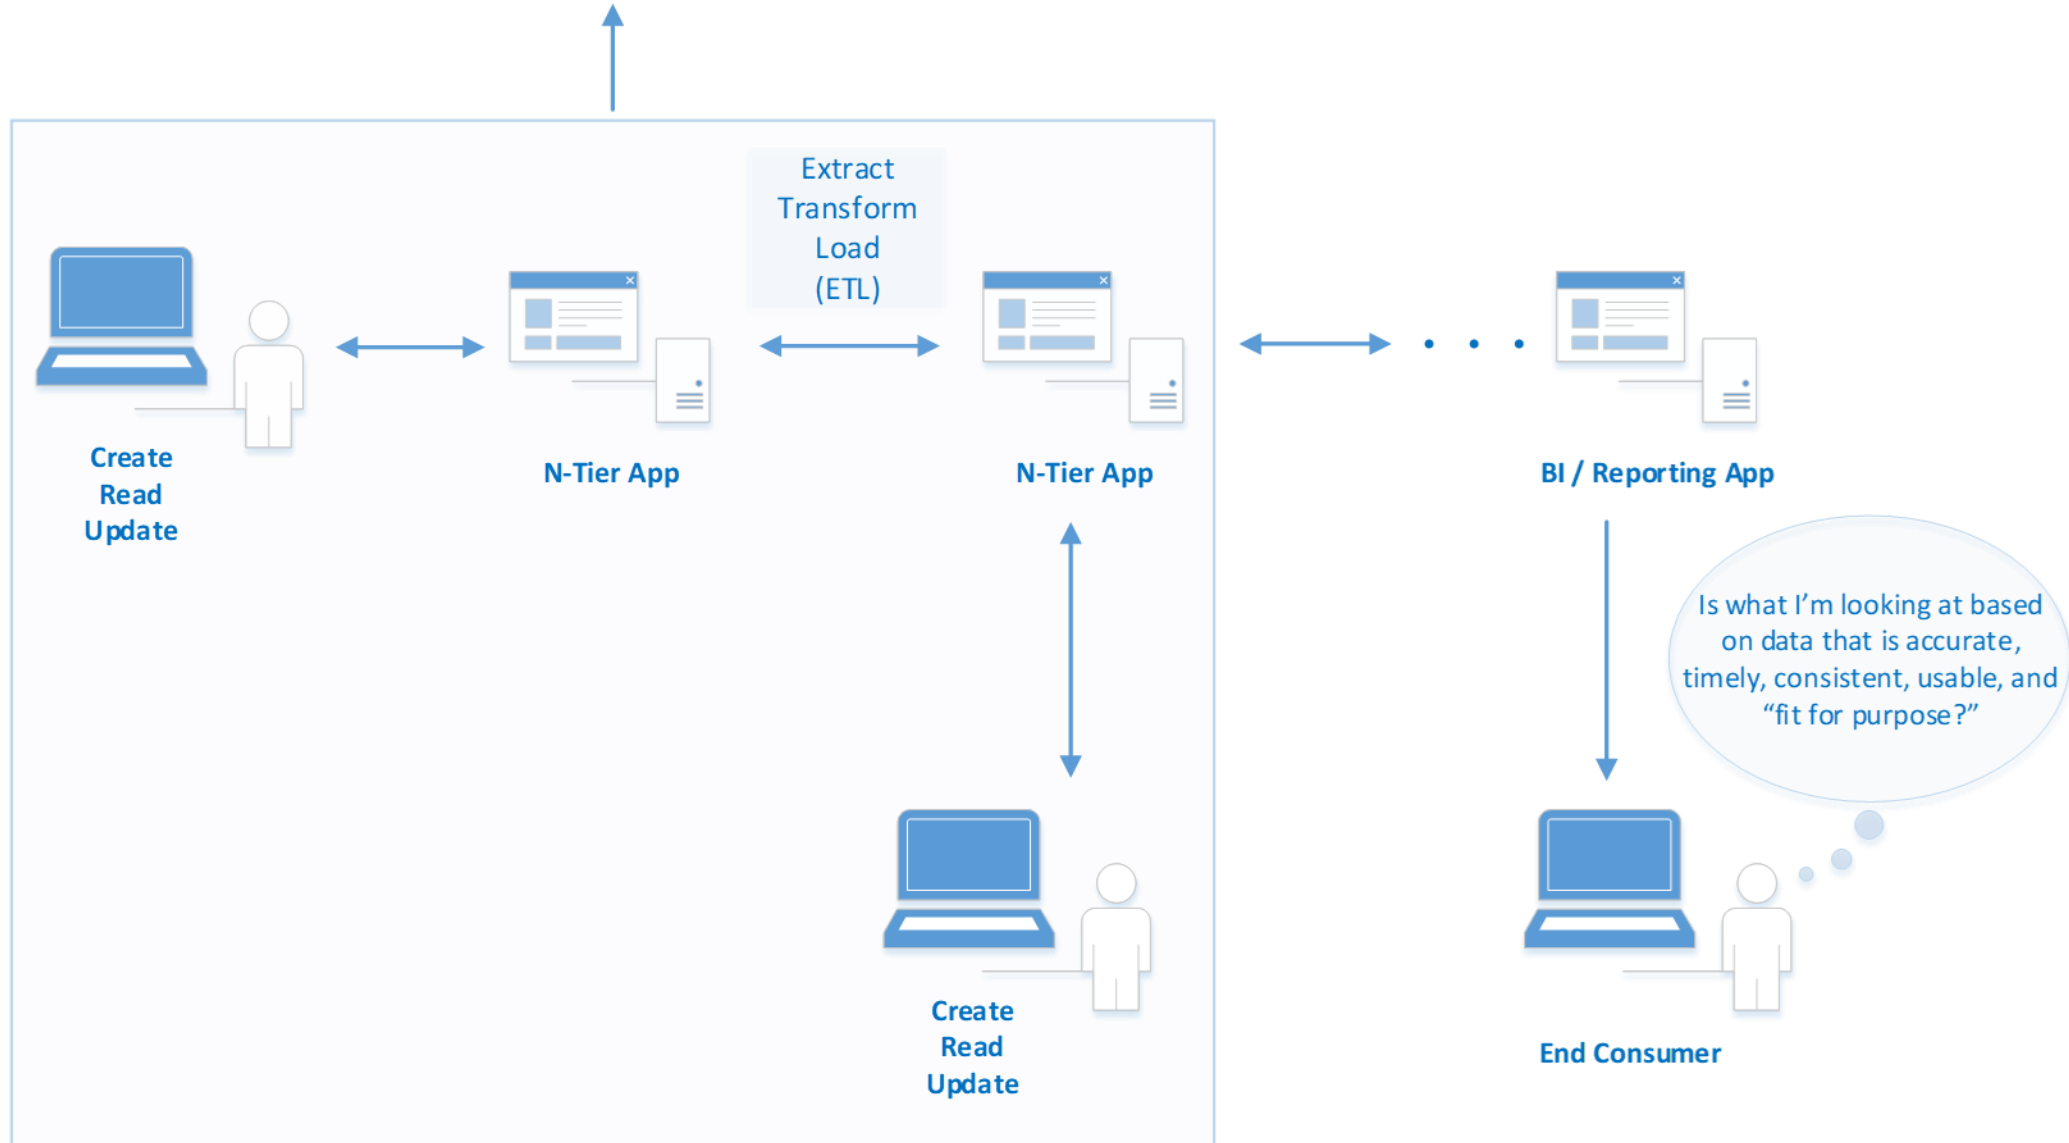 Extract
Transform
Load
(ETL)
Create
Read
Update
N-Tier App
N-Tier App
BI / Reporting App
Is what I’m looking at based
on data that is accurate,
timely, consistent, usable, and
“fit for purpose?”
Create
Read
Update
End Consumer